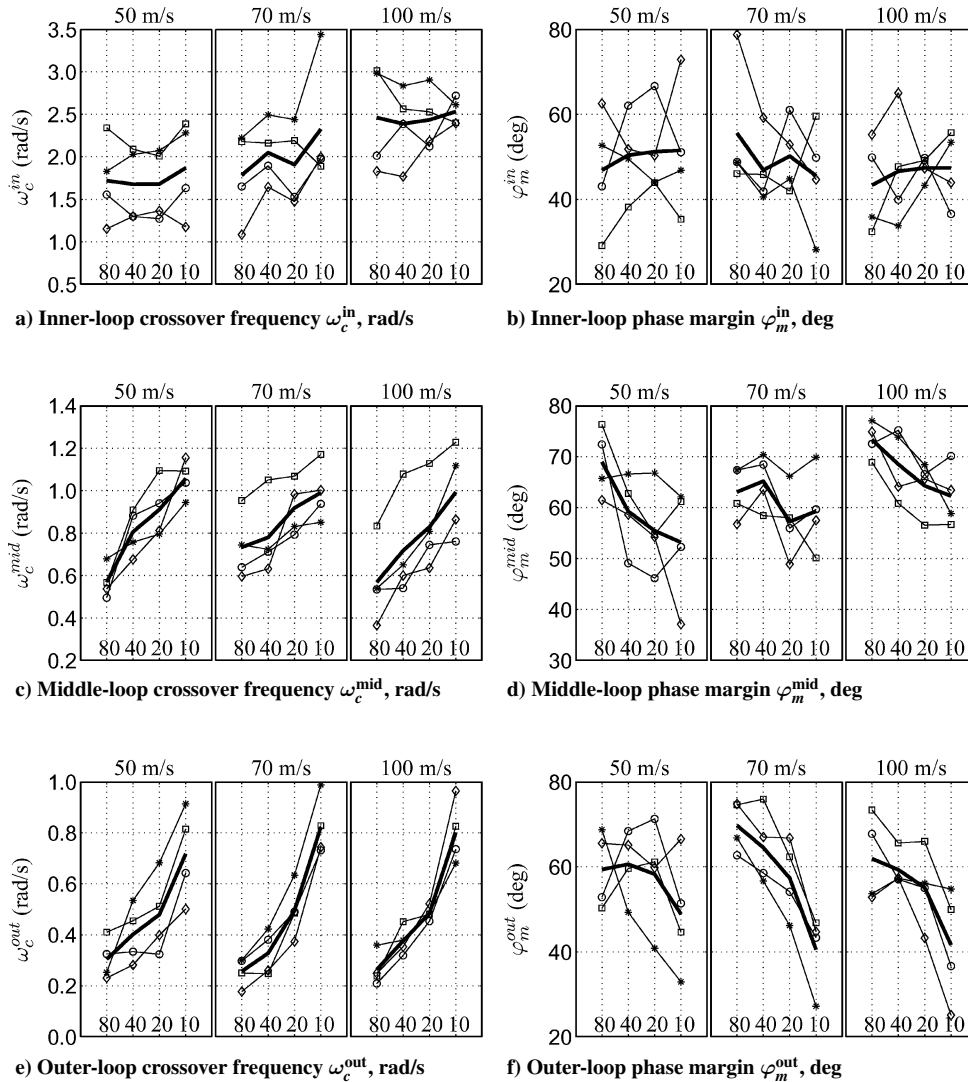 50 m/s 70 m/s 100 m/s
3.5
3.0
2.5
2.0
1.5
1.0
0.5
ω_c^in (rad/s)
80 40 20 10 80 40 20 10 80 40 20 10
a) Inner-loop crossover frequency ω_c^in, rad/s
50 m/s 70 m/s 100 m/s
80
60
40
20
φ_m^in (deg)
80 40 20 10 80 40 20 10 80 40 20 10
b) Inner-loop phase margin φ_m^in, deg
50 m/s 70 m/s 100 m/s
1.4
1.2
1.0
0.8
0.6
0.4
0.2
ω_c^mid (rad/s)
80 40 20 10 80 40 20 10 80 40 20 10
c) Middle-loop crossover frequency ω_c^mid, rad/s
50 m/s 70 m/s 100 m/s
80
70
60
50
40
30
φ_m^mid (deg)
80 40 20 10 80 40 20 10 80 40 20 10
d) Middle-loop phase margin φ_m^mid, deg
50 m/s 70 m/s 100 m/s
1.0
0.8
0.6
0.4
0.2
0.0
ω_c^out (rad/s)
80 40 20 10 80 40 20 10 80 40 20 10
e) Outer-loop crossover frequency ω_c^out, rad/s
50 m/s 70 m/s 100 m/s
80
60
40
20
φ_m^out (deg)
80 40 20 10 80 40 20 10 80 40 20 10
f) Outer-loop phase margin φ_m^out, deg